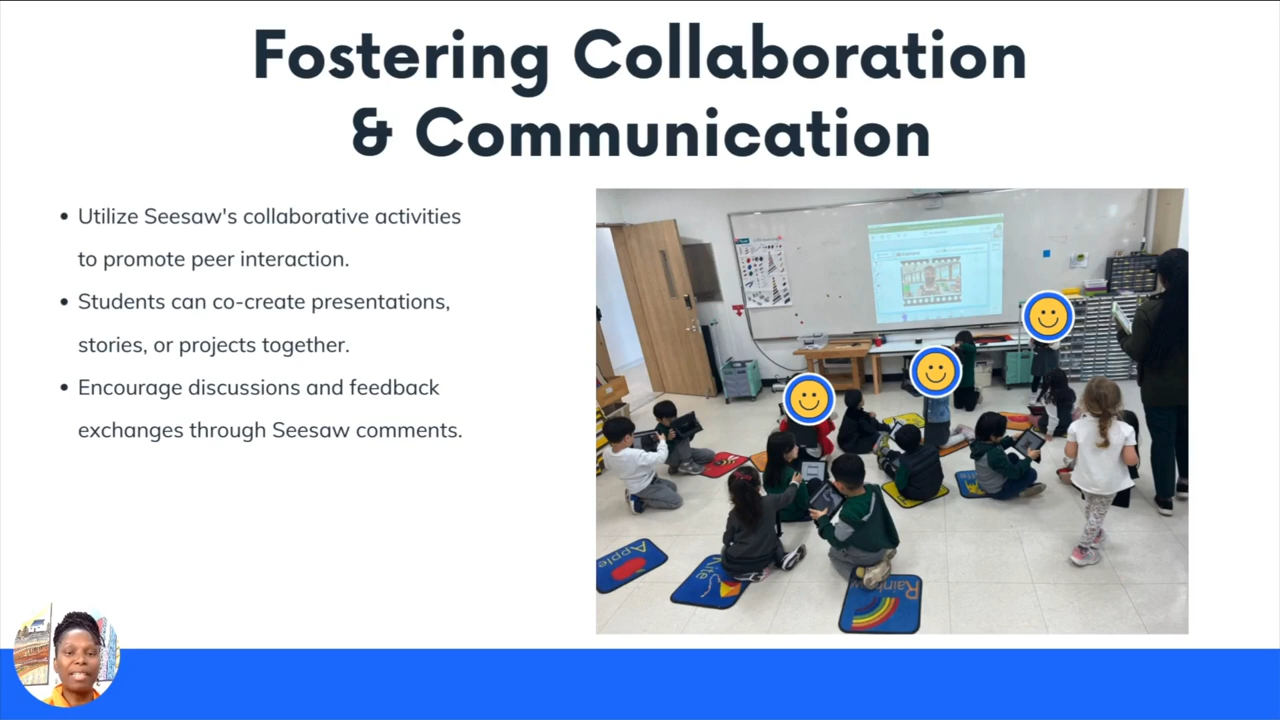 Fostering Collaboration
& Communication
• Utilize Seesaw's collaborative activities
to promote peer interaction.
• Students can co-create presentations,
stories, or projects together.
• Encourage discussions and feedback
exchanges through Seesaw comments.
Apple
Kite
Rainbow